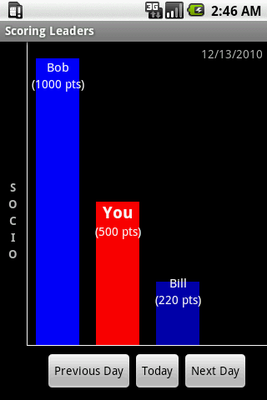 3G
2:46 AM
Scoring Leaders
12/13/2010
Bob
(1000 pts)
You
(500 pts)
Bill
(220 pts)
S
O
C
I
O
Previous Day
Today
Next Day